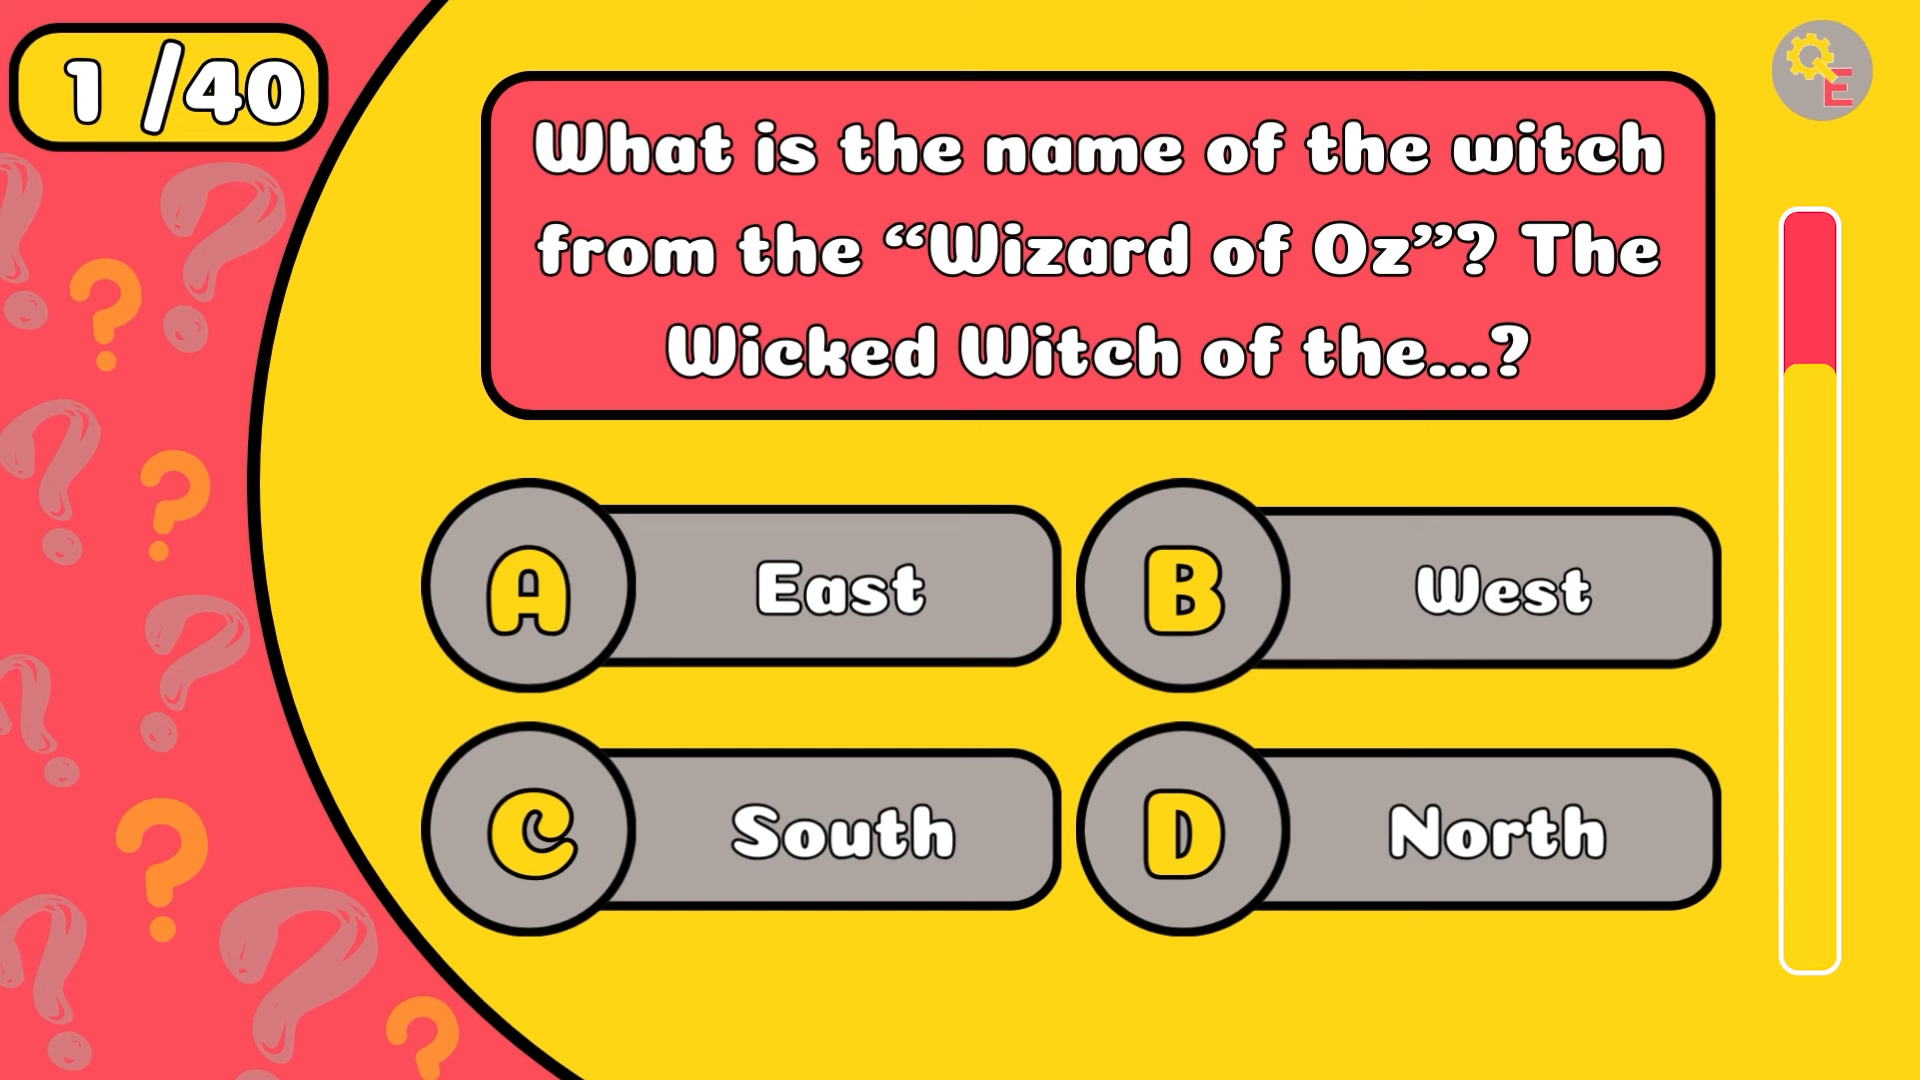 1 /40
QE
What is the name of the witch
from the “Wizard of Oz”? The
Wicked Witch of the...?
A East
B West
C South
D North